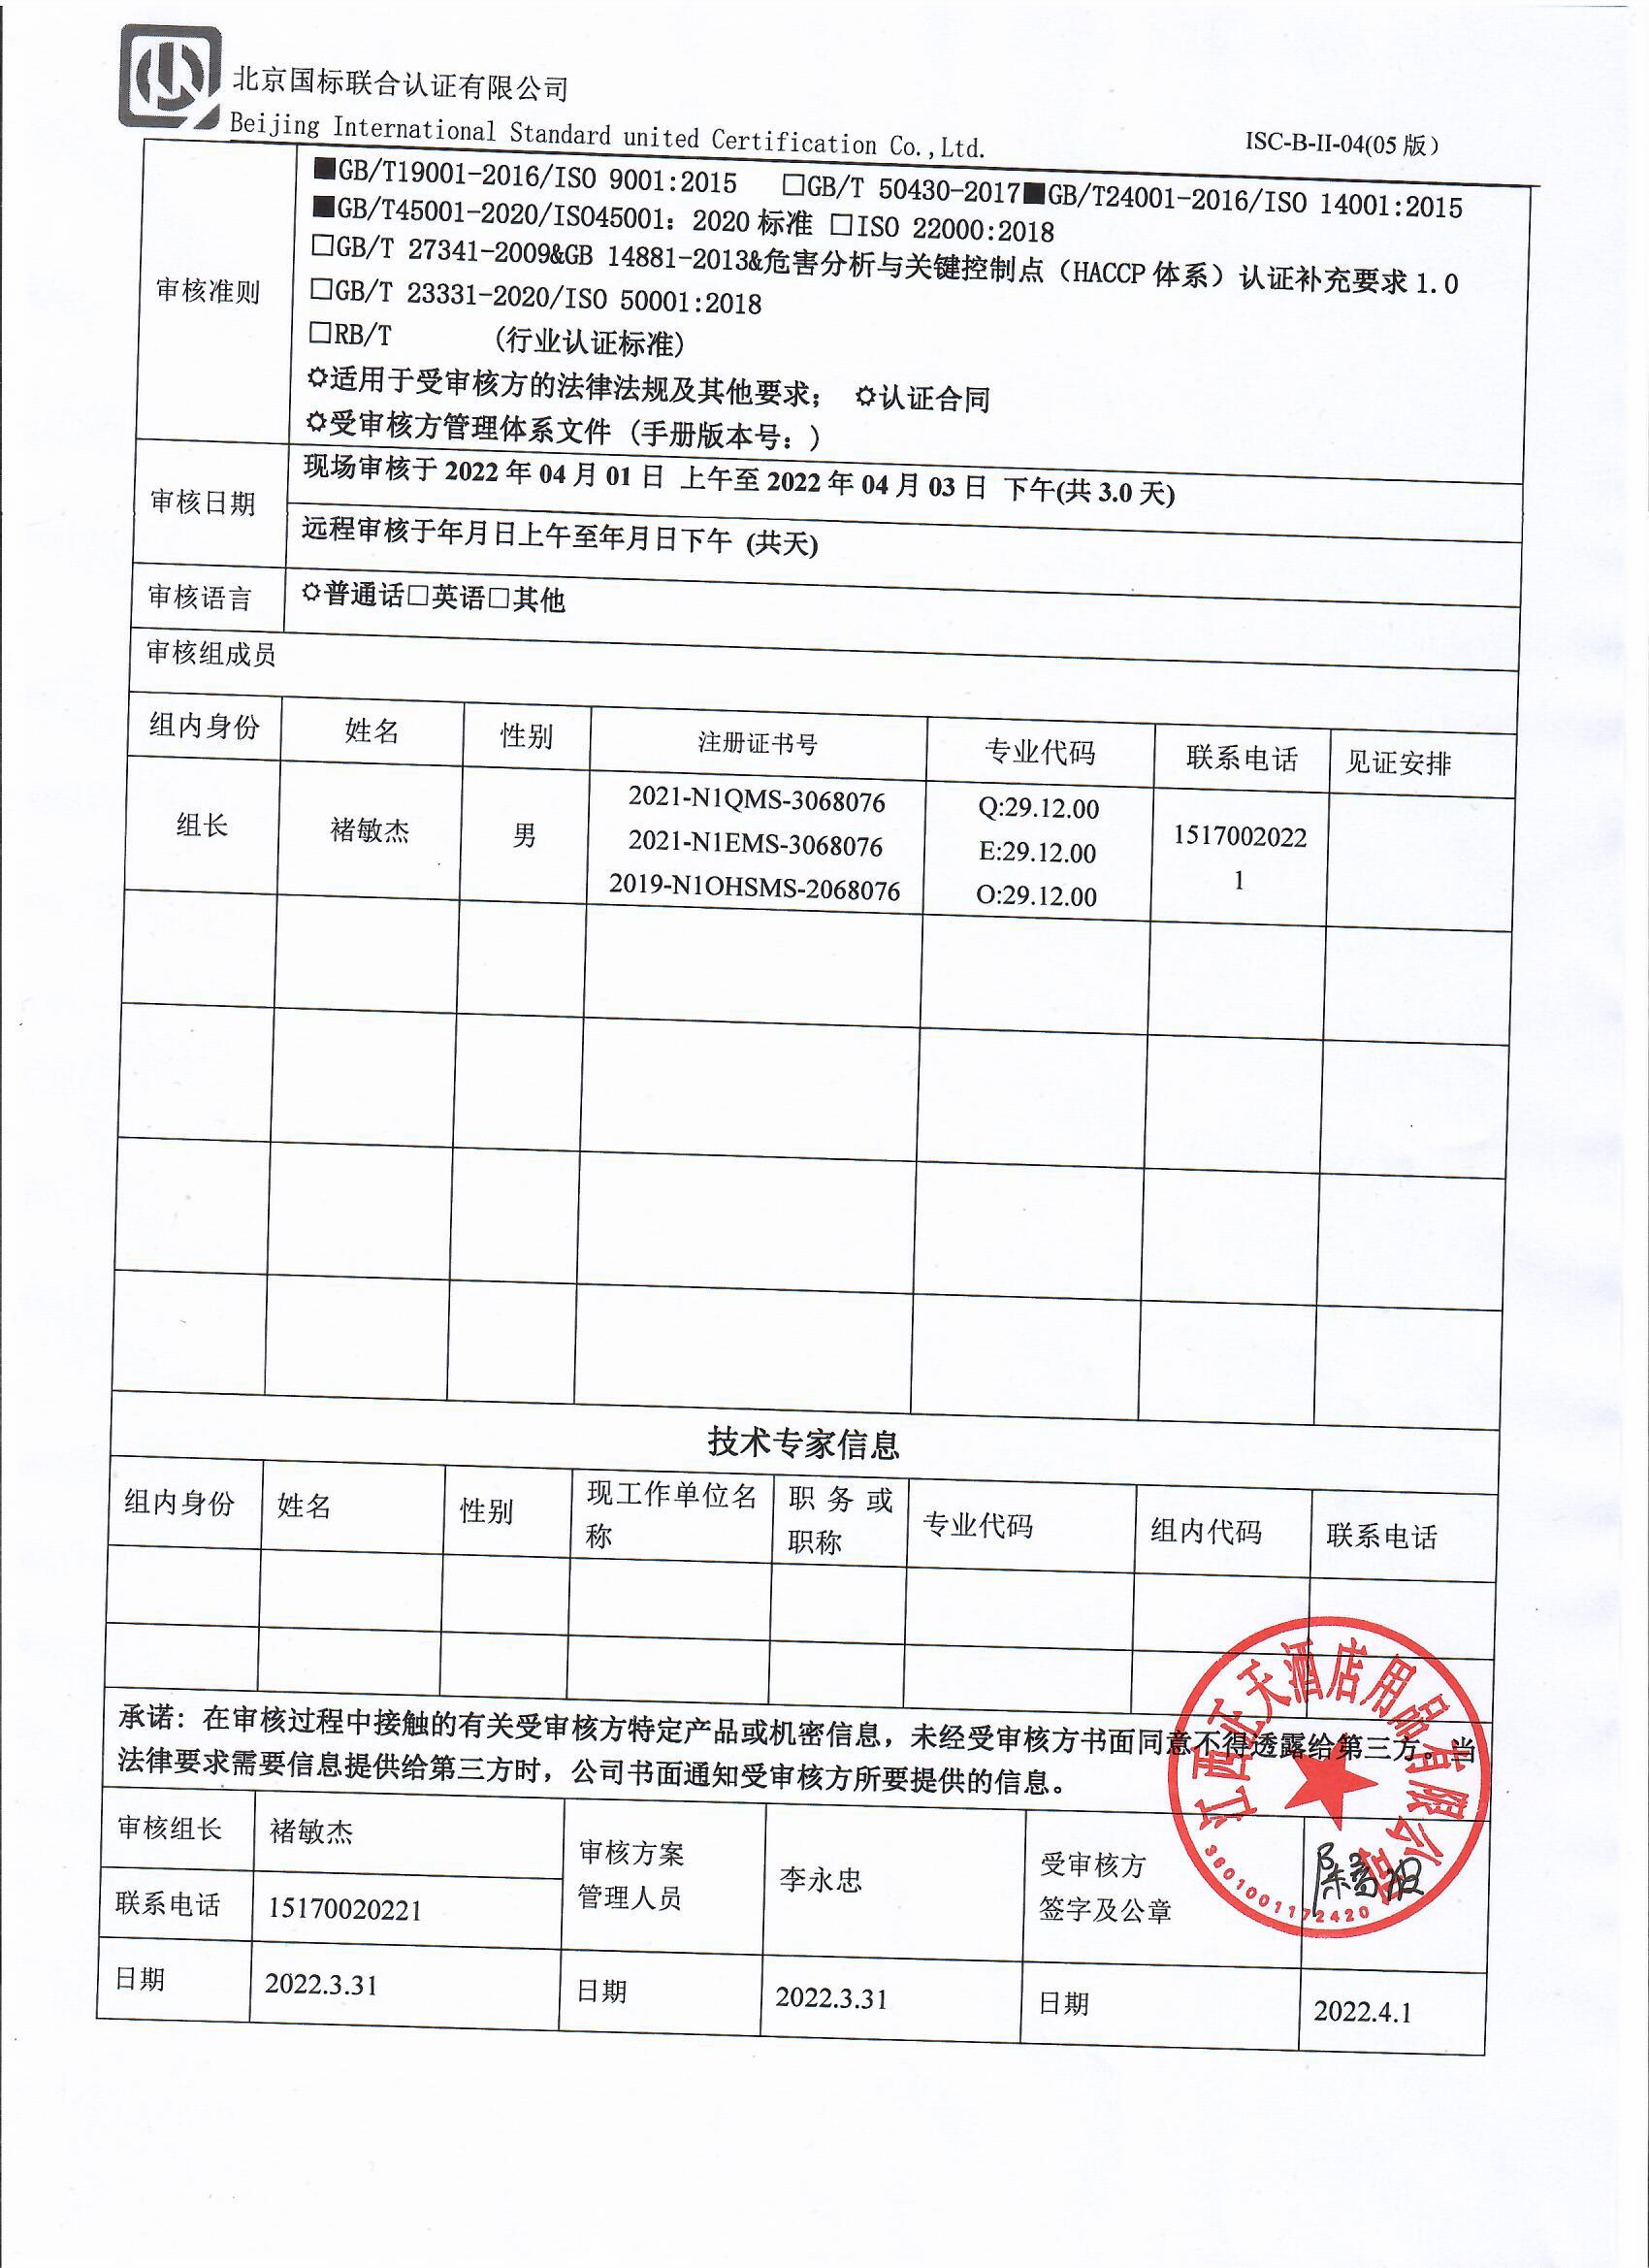 北京国标联合认证有限公司
Beijing International Standard united Certification Co.,Ltd.
ISC-B-II-04(05 版)
审核准则
■GB/T19001-2016/ISO 9001:2015 □GB/T 50430-2017■GB/T24001-2016/ISO 14001:2015
■GB/T45001-2020/ISO45001：2020 标准 □ISO 22000:2018
□GB/T 27341-2009&GB 14881-2013&危害分析与关键控制点（HACCP 体系）认证补充要求 1.0
□GB/T 23331-2020/ISO 50001:2018
□RB/T (行业认证标准)
✡适用于受审核方的法律法规及其他要求； ✡认证合同
✡受审核方管理体系文件（手册版本号：）
审核日期
现场审核于 2022 年 04 月 01 日 上午至 2022 年 04 月 03 日 下午(共 3.0 天)
远程审核于年月日上午至年月日下午 (共天)
审核语言
✡普通话□英语□其他
审核组成员
组内身份 姓名 性别 注册证书号 专业代码 联系电话 见证安排
组长 褚敏杰 男
2021-N1QMS-3068076
2021-N1EMS-3068076
2019-N1OHSMS-2068076
Q:29.12.00
E:29.12.00
O:29.12.00
1517002022
1
技术专家信息
组内身份 姓名 性别
现工作单位名
称
职 务 或
职称
专业代码 组内代码 联系电话
承诺：在审核过程中接触的有关受审核方特定产品或机密信息，未经受审核方书面同意不得透露给第三方。当
法律要求需要信息提供给第三方时，公司书面通知受审核方所要提供的信息。
审核组长 褚敏杰
联系电话 15170020221
审核方案
管理人员
李永忠
受审核方
签字及公章
江西
天酒店用品有限公司
3601001172420
日期 2022.3.31 日期 2022.3.31 日期 2022.4.1